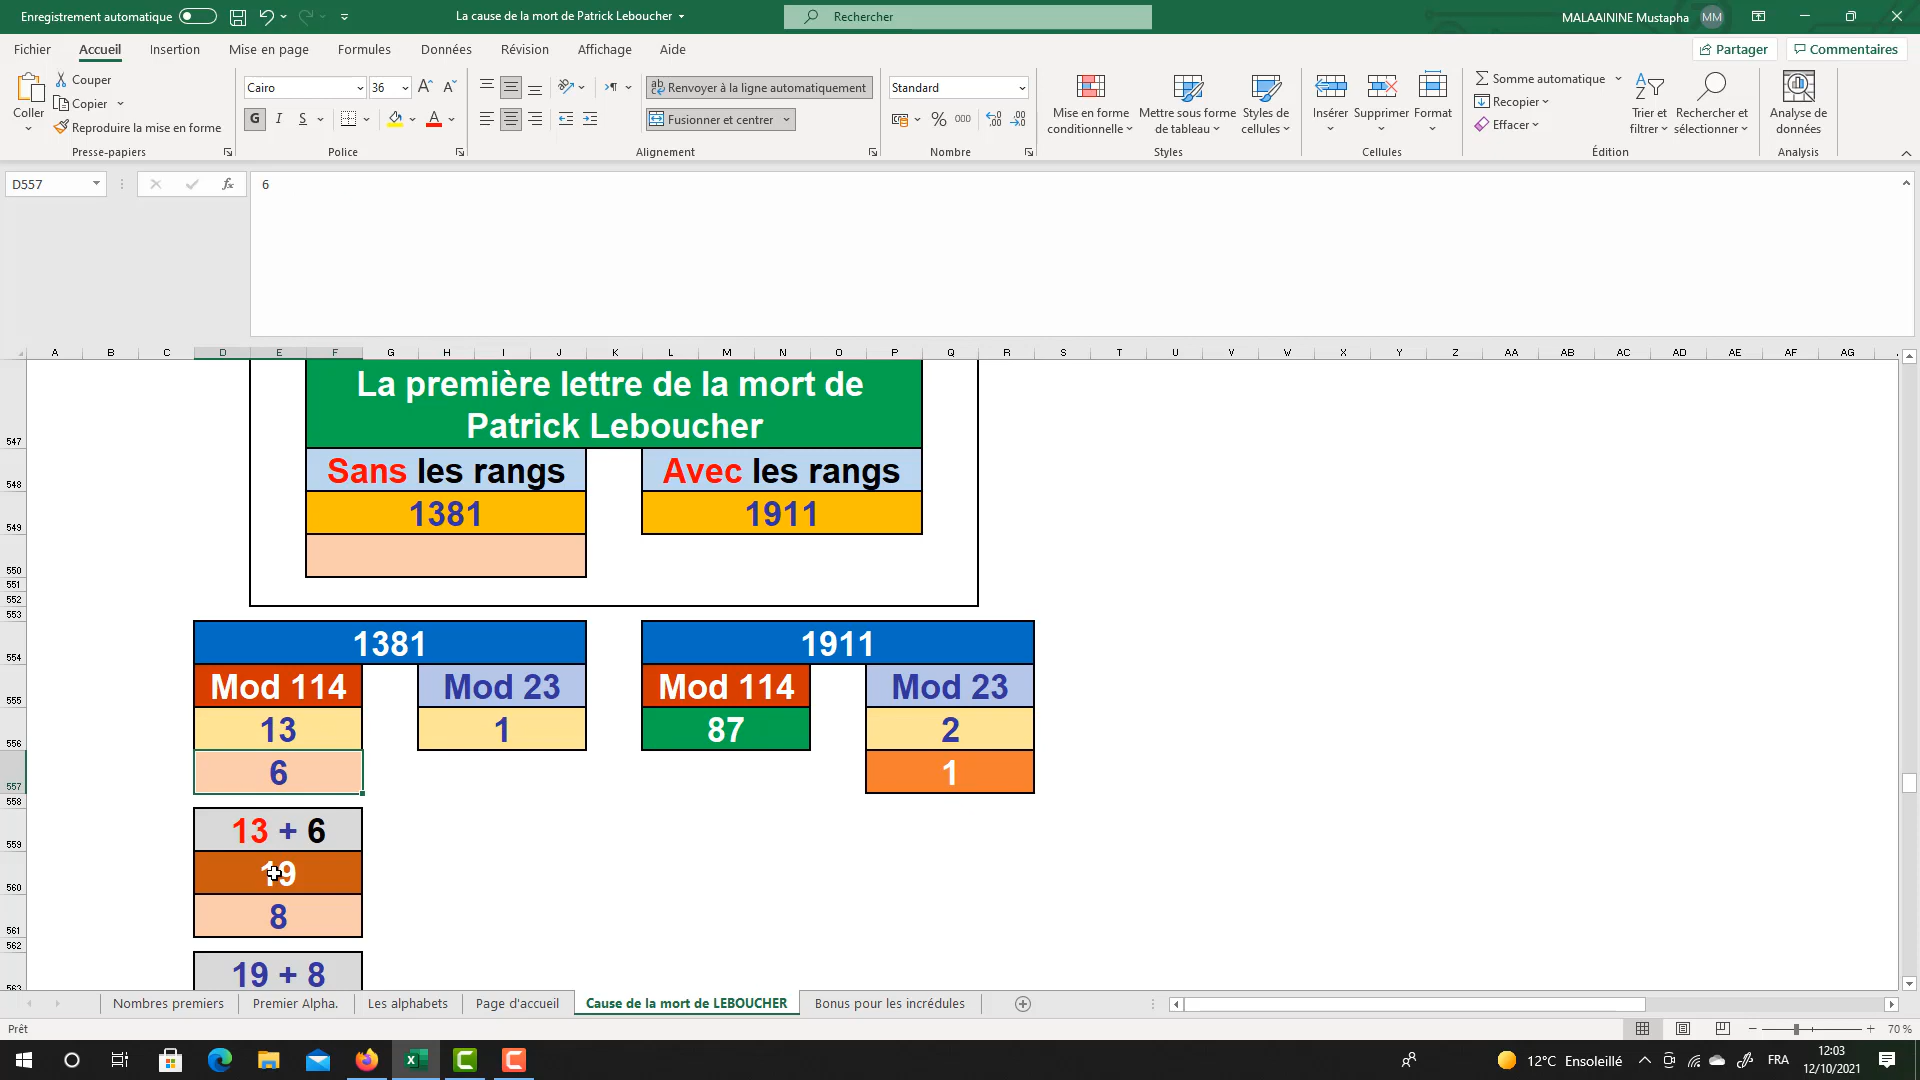 Enregistrement automatique
La cause de la mort de Patrick Leboucher
Rechercher
MALAAININE Mustapha MM
Fichier Accueil Insertion Mise en page Formules Données Révision Affichage Aide
Partager Commentaires
Coller
Couper
Copier
Reproduire la mise en forme
Presse-papiers
Cairo 36
G I S
Police
Renvoyer à la ligne automatiquement
Fusionner et centrer
Alignement
Standard
% 000
Nombre
Mise en forme conditionnelle
Mettre sous forme de tableau
Styles de cellules
Styles
Insérer Supprimer Format
Cellules
Somme automatique
Recopier
Effacer
Trier et filtrer
Rechercher et sélectionner
Édition
Analyse de données
Analysis
D557
fx
6
A B C D E F G H I J K L M N O P Q R S T U V W X Y Z AA AB AC AD AE AF AG
La première lettre de la mort de
Patrick Leboucher
547
Sans les rangs Avec les rangs
548
1381 1911
549
550
551
552
553
1381 1911
554
Mod 114 Mod 23 Mod 114 Mod 23
555
13 1 87 2
556
6 1
557
558
13 + 6
559
19
560
8
561
562
19 + 8
563
Nombres premiers Premier Alpha. Les alphabets Page d'accueil Cause de la mort de LEBOUCHER Bonus pour les incrédules
Prêt
70 %
12°C Ensoleillé
FRA
12:03
12/10/2021